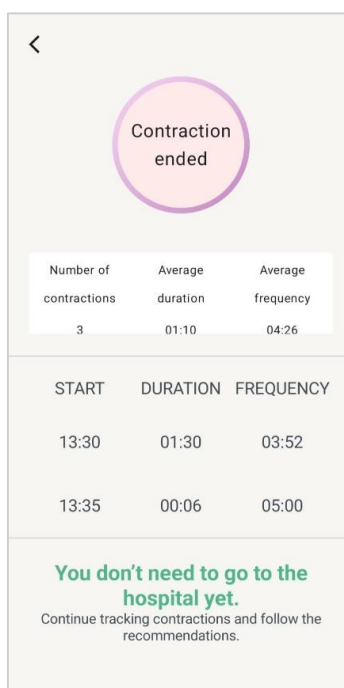 Contraction
ended
Number of Average Average
contractions duration frequency
3 01:10 04:26
START DURATION FREQUENCY
13:30 01:30 03:52
13:35 00:06 05:00
You don't need to go to the
hospital yet.
Continue tracking contractions and follow the
recommendations.